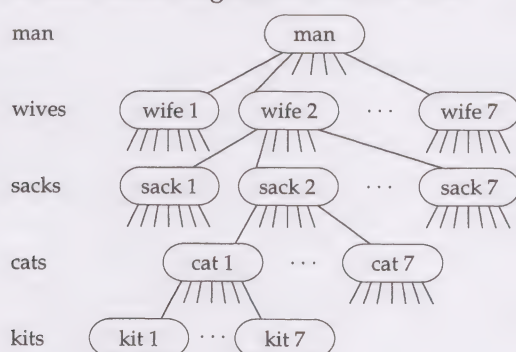 man man
wives wife 1 wife 2 · · · wife 7
sacks sack 1 sack 2 · · · sack 7
cats cat 1 · · · cat 7
kits kit 1 · · · kit 7